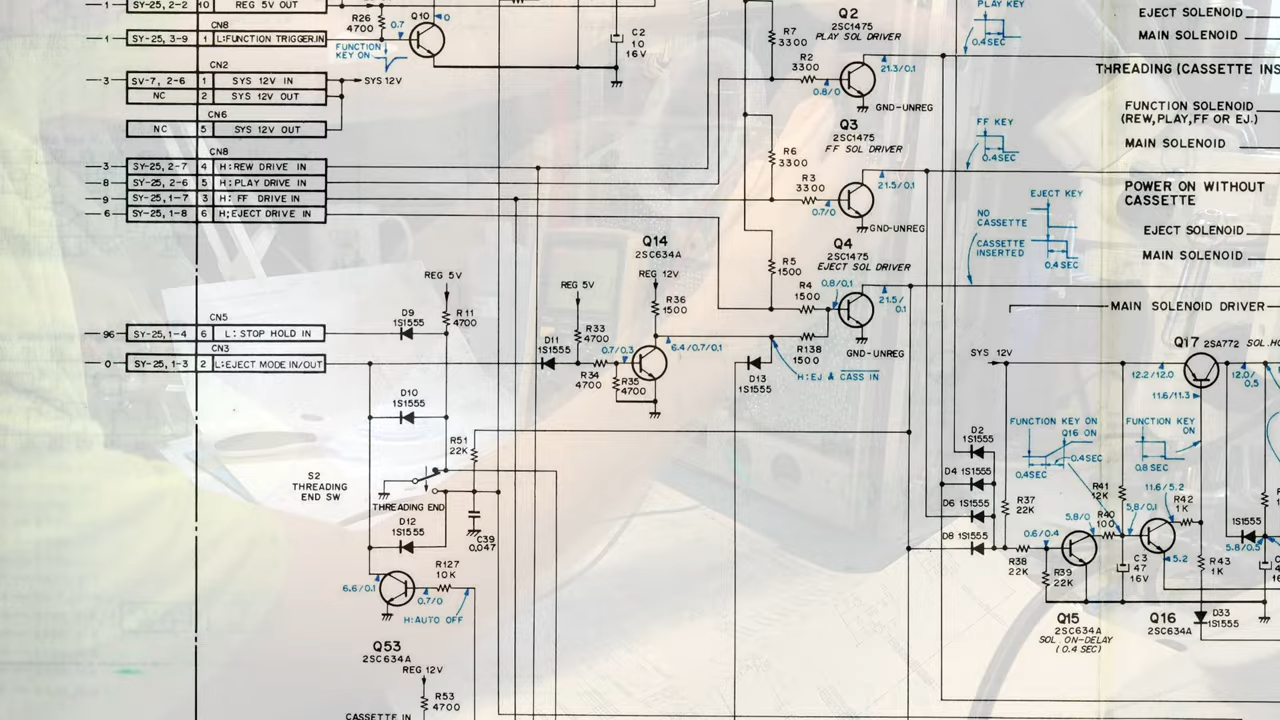 1 SY-25, 2-2 10 REG 5V OUT
CN8
1 SY-25, 3-9 1 L:FUNCTION TRIGGER.IN
CN2
3 SV-7, 2-6 1 SYS 12V IN
SYS 12V
NC 2 SYS 12V OUT
CN6
NC 5 SYS 12V OUT
CN8
3 SY-25, 2-7 4 H:REW DRIVE IN
8 SY-25, 2-6 5 H:PLAY DRIVE IN
9 SY-25, 1-7 3 H: FF DRIVE IN
6 SY-25, 1-8 6 H;EJECT DRIVE IN
CN5
96 SY-25, 1-4 6 L: STOP HOLD IN
CN3
0 SY-25, 1-3 2 L:EJECT MODE IN/OUT
R26
4700
Q10
0
0.7
FUNCTION
KEY ON
C2
10
16V
R7
3300
Q2
2SC1475
PLAY SOL DRIVER
R2
3300
0.8/0
21.3/0.1
GND-UNREG
PLAY KEY
0.4SEC
Q3
2SC1475
FF SOL DRIVER
R6
3300
R3
3300
0.7/0
21.5/0.1
GND-UNREG
FF KEY
0.4SEC
Q4
2SC1475
EJECT SOL DRIVER
R5
1500
R4
1500
0.8/0.1
21.5/
0.1
GND-UNREG
EJECT KEY
NO
CASSETTE
CASSETTE
INSERTED
0.4SEC
EJECT SOLENOID
MAIN SOLENOID
THREADING (CASSETTE INS
FUNCTION SOLENOID
(REW,PLAY,FF OR EJ.)
MAIN SOLENOID
POWER ON WITHOUT
CASSETTE
EJECT SOLENOID
MAIN SOLENOID
MAIN SOLENOID DRIVER
Q14
2SC634A
REG 12V
R36
1500
REG 5V
REG 5V
D9
1S1555
R11
4700
D11
1S1555
R33
4700
0.7/0.3
R34
4700
R35
4700
6.4/0.7/0.1
R138
1500
D13
1S1555
H:EJ & CASS IN
D10
1S1555
R51
22K
S2
THREADING
END SW
THREADING END
D12
1S1555
C39
0.047
R127
10K
6.6/0.1
0.7/0
H:AUTO OFF
Q53
2SC634A
REG 12V
R53
4700
CASSETTE IN
SYS 12V
Q17 2SA772 SOL.HO
12.2/12.0
12.0/
0.5
11.6/11.3
FUNCTION KEY ON
Q16 ON
0.4SEC
0.4SEC
FUNCTION KEY
ON
0.8SEC
D2
1S1555
D4 1S1555
D6 1S1555
D8 1S1555
R37
22K
R41
12K
11.6/5.2
R42
1K
5.8/0
R40
100
5.8/0.1
0.6/0.4
R38
22K
R39
22K
5.2
C3
47
16V
R43
1K
1S1555
5.8/0.5
D33
1S1555
Q15
2SC634A
SOL. ON-DELAY
(0.4 SEC)
Q16
2SC634A